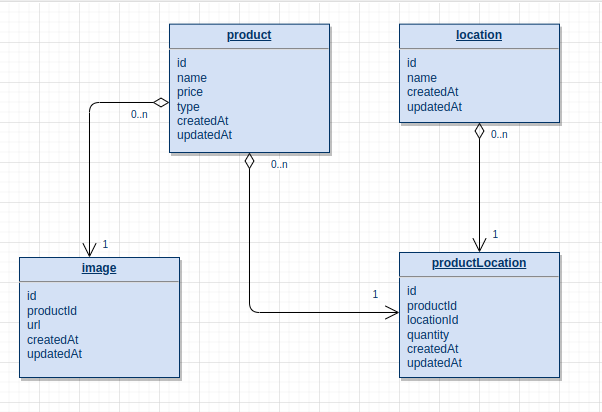 product
id
name
price
type
createdAt
updatedAt
location
id
name
createdAt
updatedAt
0..n
0..n
0..n
1
1
1
image
id
productId
url
createdAt
updatedAt
productLocation
id
productId
locationId
quantity
createdAt
updatedAt